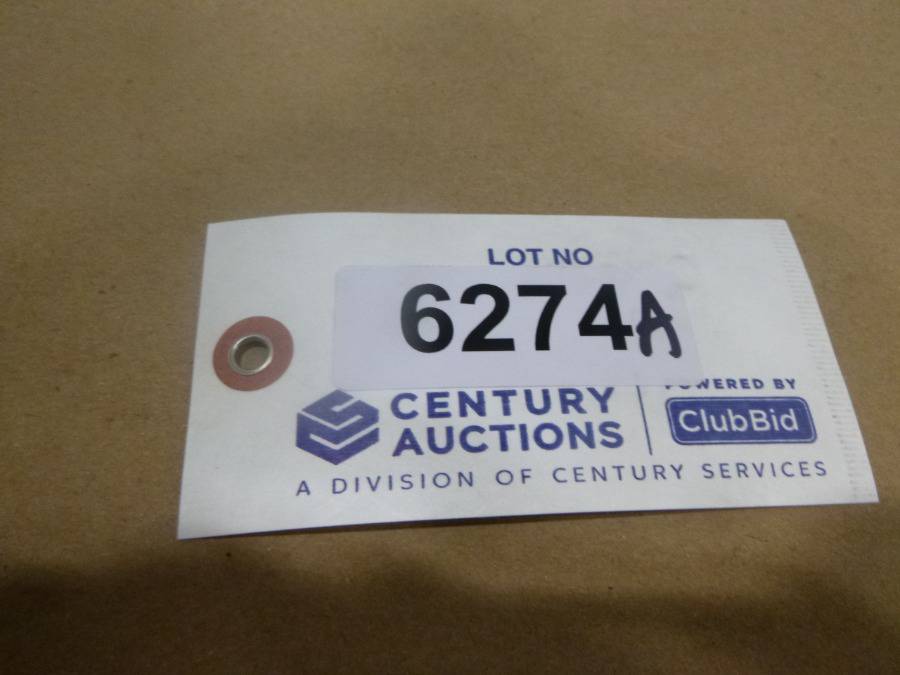 LOT NO
6274A
CENTURY AUCTIONS
POWERED BY
ClubBid
A DIVISION OF CENTURY SERVICES